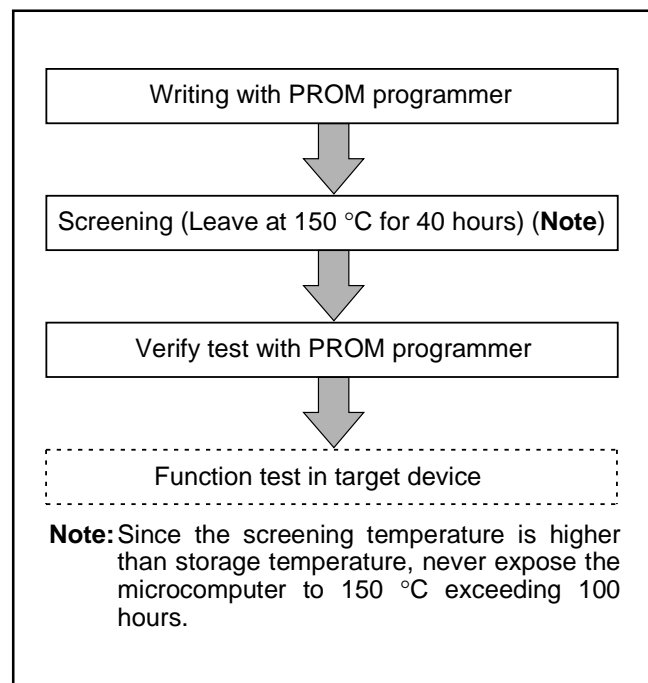 Writing with PROM programmer
Screening (Leave at 150 °C for 40 hours) (Note)
Verify test with PROM programmer
Function test in target device
Note: Since the screening temperature is higher
than storage temperature, never expose the
microcomputer to 150 °C exceeding 100
hours.